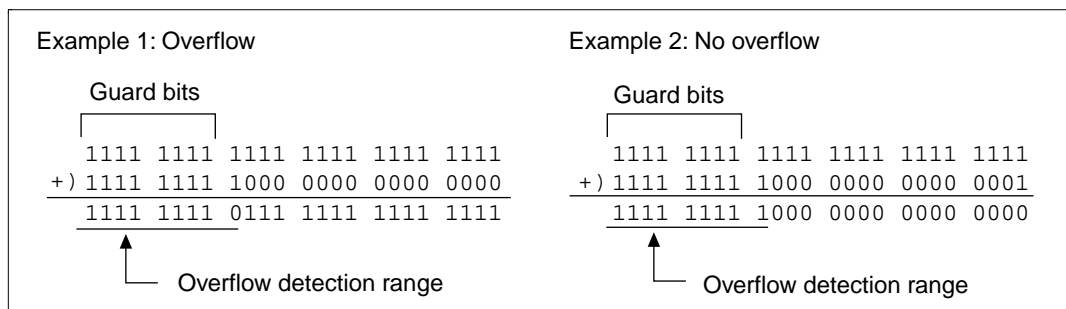 Example 1: Overflow
Guard bits
1111 1111 1111 1111 1111 1111
+) 1111 1111 1000 0000 0000 0000
1111 1111 0111 1111 1111 1111
Overflow detection range
Example 2: No overflow
Guard bits
1111 1111 1111 1111 1111 1111
+) 1111 1111 1000 0000 0000 0001
1111 1111 1000 0000 0000 0000
Overflow detection range